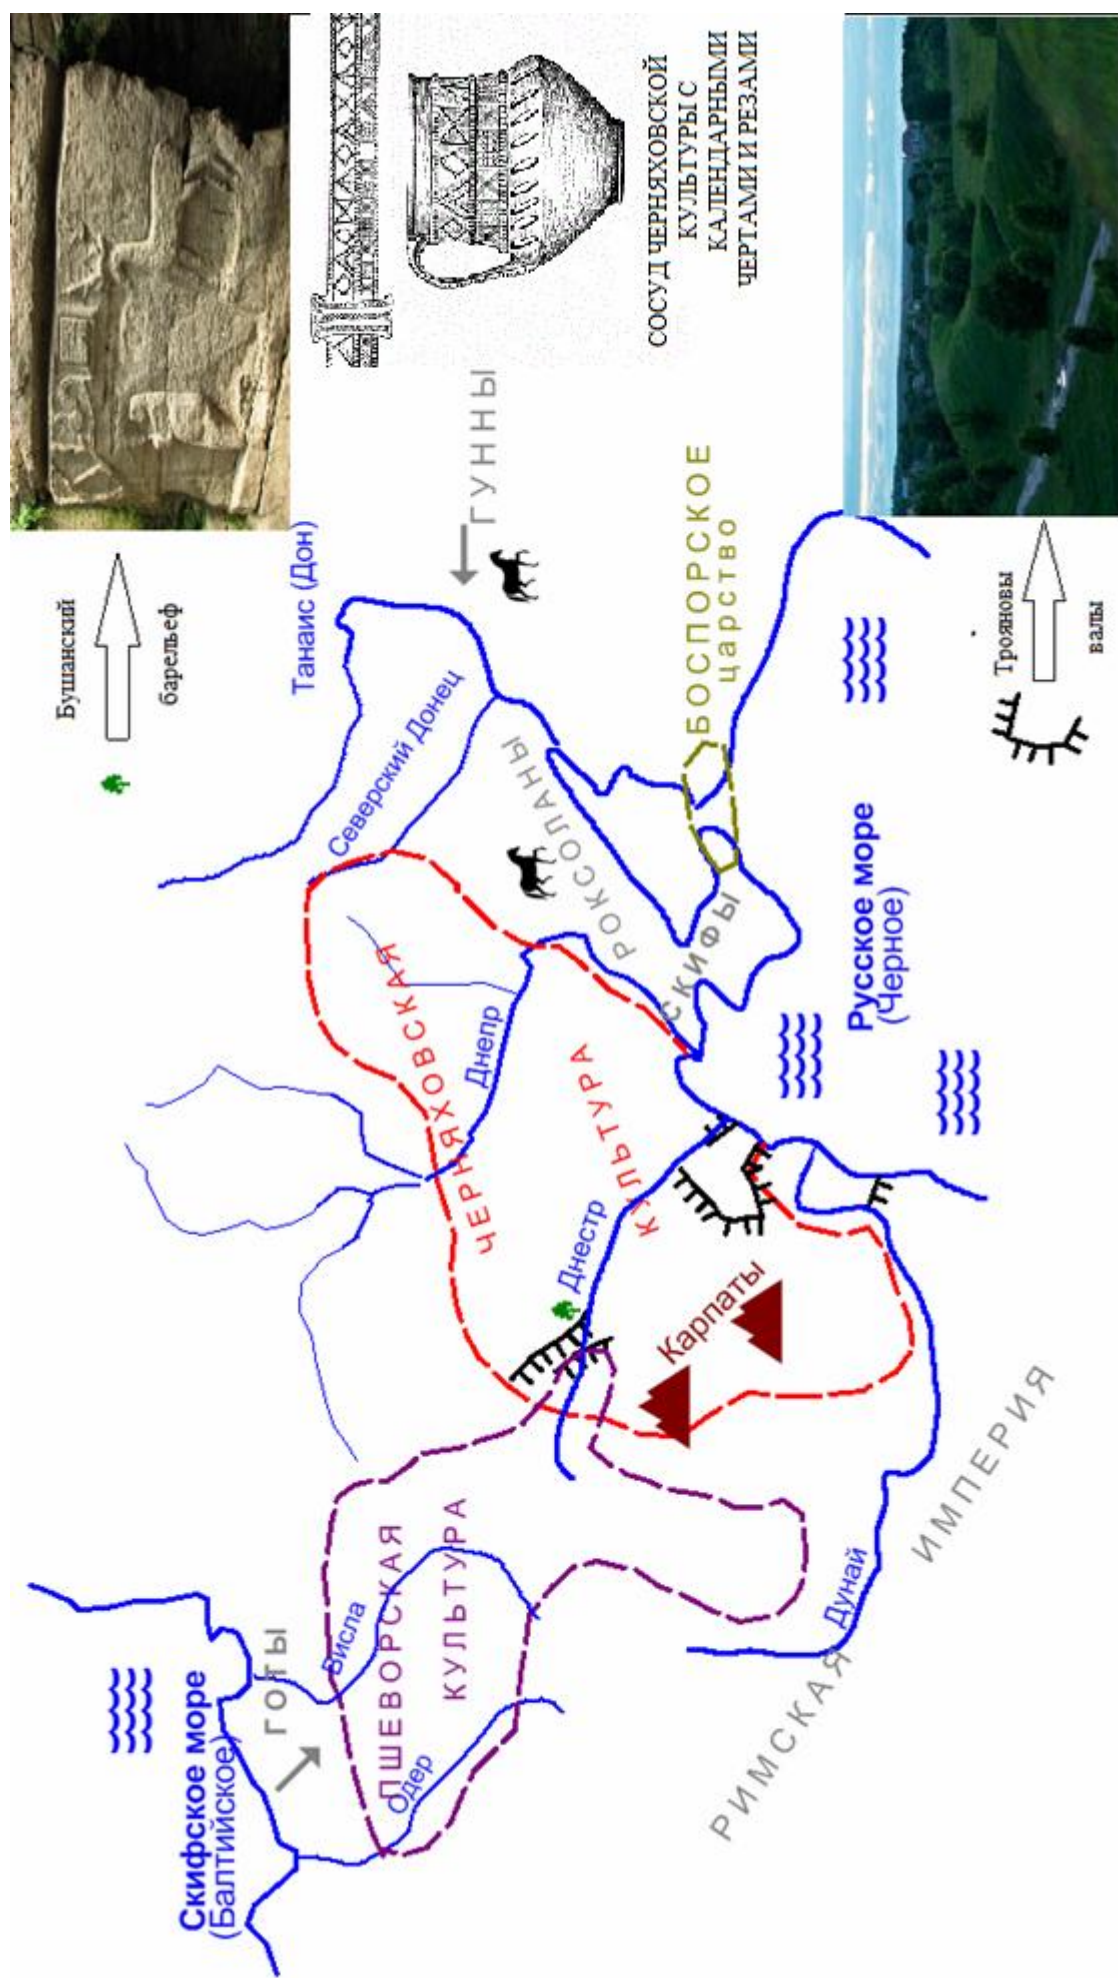 Скифское море
(Балтийское)
ГОТЫ
Висла
ПШЕВОРСКАЯ
КУЛЬТУРА
Одер
РИМСКАЯ ИМПЕРИЯ
Дунай
Карпаты
Днестр
ЧЕРНЯХОВСКАЯ
КУЛЬТУРА
Днепр
Северский Донец
Танаис (Дон)
РОКСОЛАНЫ
СКИФЫ
ГУННЫ
БОСПОРСКОЕ
царство
Русское море
(Черное)
Бушанский
барельеф
Трояновы
валы
СОСУД ЧЕРНЯХОВСКОЙ
КУЛЬТУРЫ С
КАЛЕНДАРНЫМИ
ЧЕРТАМИ И РЕЗАМИ